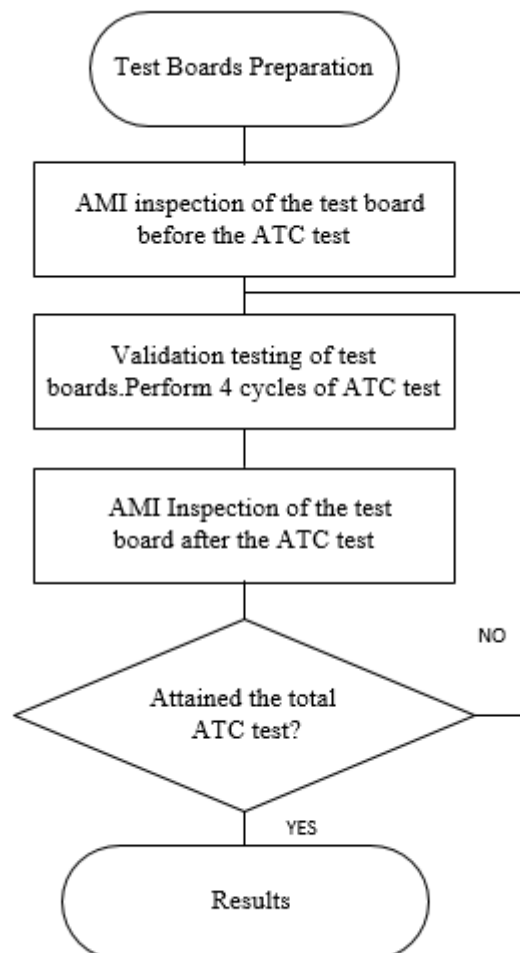 Test Boards Preparation
AMI inspection of the test board
before the ATC test
Validation testing of test
boards.Perform 4 cycles of ATC test
AMI Inspection of the test
board after the ATC test
NO
Attained the total
ATC test?
YES
Results